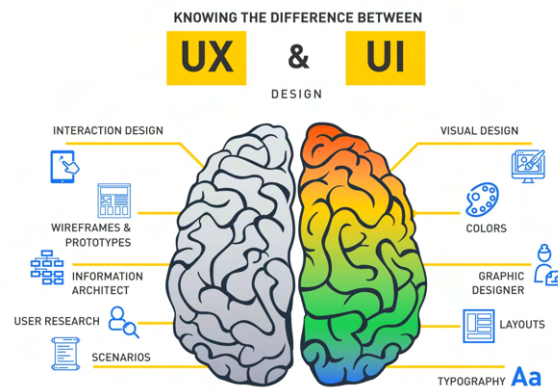 KNOWING THE DIFFERENCE BETWEEN
UX & UI
DESIGN
INTERACTION DESIGN
WIREFRAMES &
PROTOTYPES
INFORMATION
ARCHITECT
USER RESEARCH
SCENARIOS
VISUAL DESIGN
COLORS
GRAPHIC
DESIGNER
LAYOUTS
TYPOGRAPHY Aa